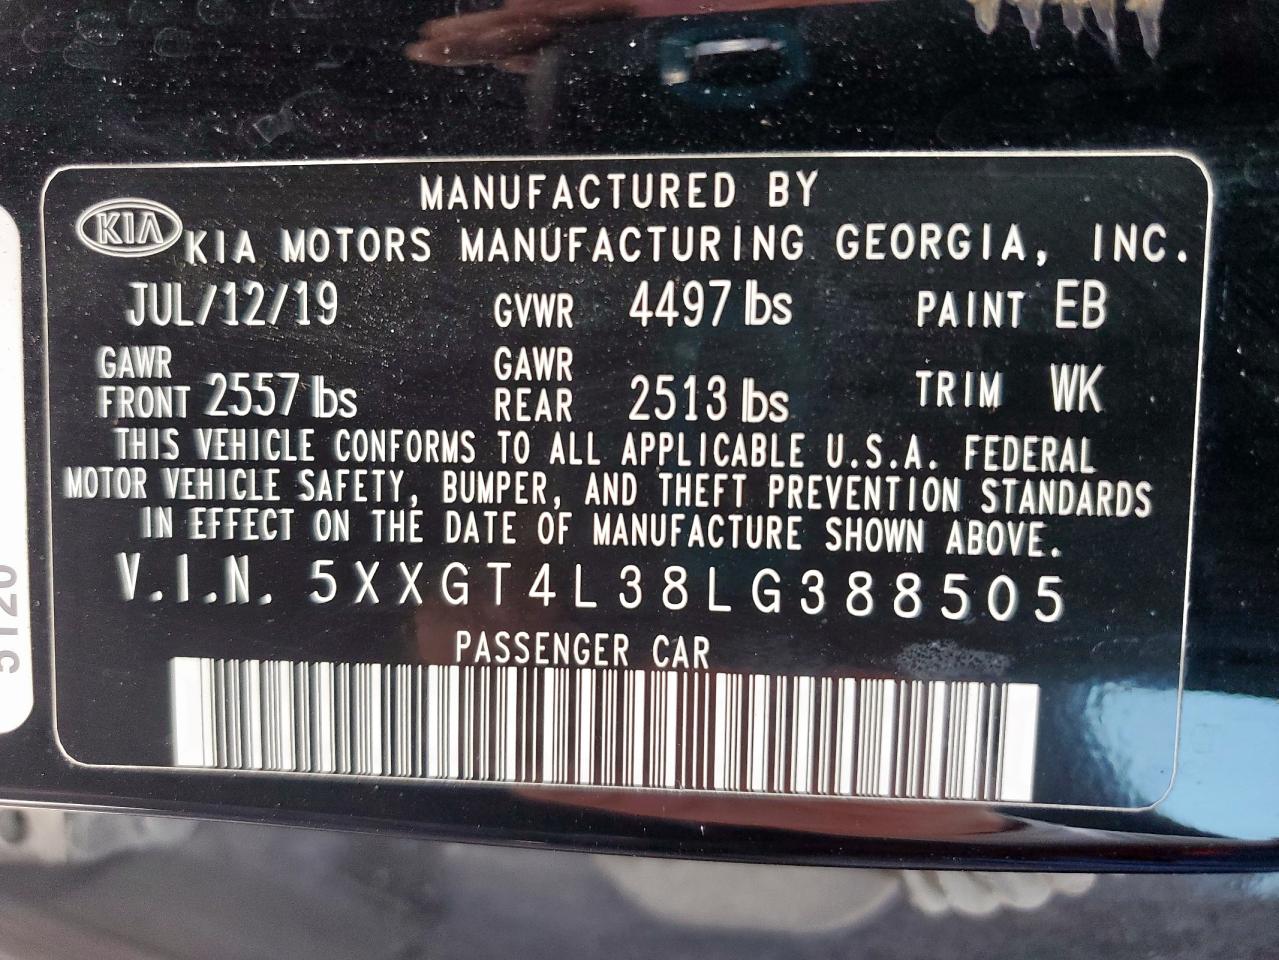 MANUFACTURED BY
KIA KIA MOTORS MANUFACTURING GEORGIA, INC.
JUL/12/19 GVWR 4497 lbs PAINT EB
GAWR FRONT 2557 lbs GAWR REAR 2513 lbs TRIM WK
THIS VEHICLE CONFORMS TO ALL APPLICABLE U.S.A. FEDERAL
MOTOR VEHICLE SAFETY, BUMPER, AND THEFT PREVENTION STANDARDS
IN EFFECT ON THE DATE OF MANUFACTURE SHOWN ABOVE.
V.I.N. 5XXGT4L38LG388505
PASSENGER CAR